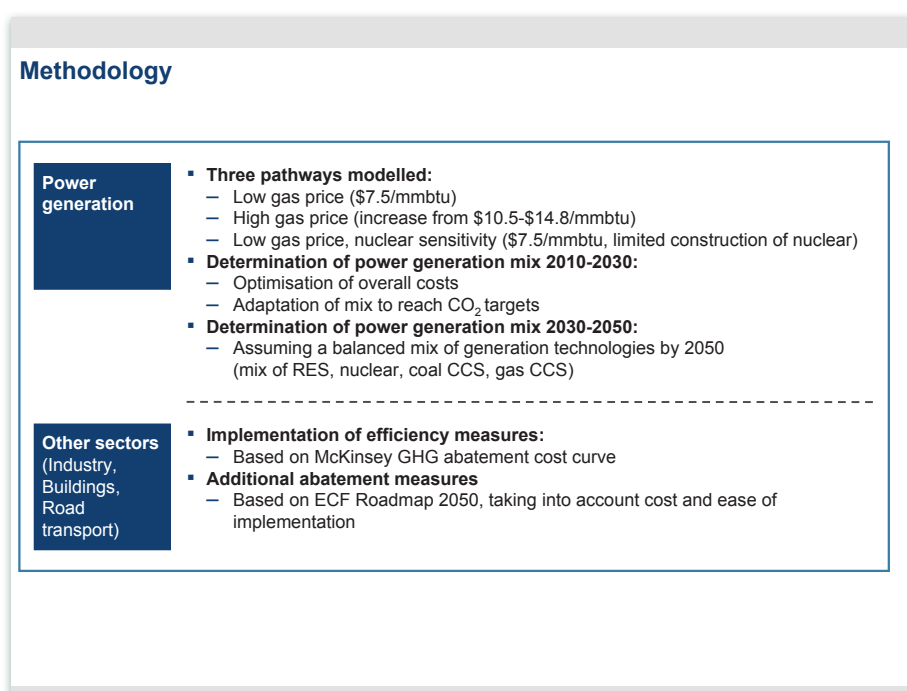 Methodology
Power
generation
▪ Three pathways modelled:
– Low gas price ($7.5/mmbtu)
– High gas price (increase from $10.5-$14.8/mmbtu)
– Low gas price, nuclear sensitivity ($7.5/mmbtu, limited construction of nuclear)
▪ Determination of power generation mix 2010-2030:
– Optimisation of overall costs
– Adaptation of mix to reach CO₂ targets
▪ Determination of power generation mix 2030-2050:
– Assuming a balanced mix of generation technologies by 2050
(mix of RES, nuclear, coal CCS, gas CCS)
Other sectors
(Industry,
Buildings,
Road
transport)
▪ Implementation of efficiency measures:
– Based on McKinsey GHG abatement cost curve
▪ Additional abatement measures
– Based on ECF Roadmap 2050, taking into account cost and ease of
implementation